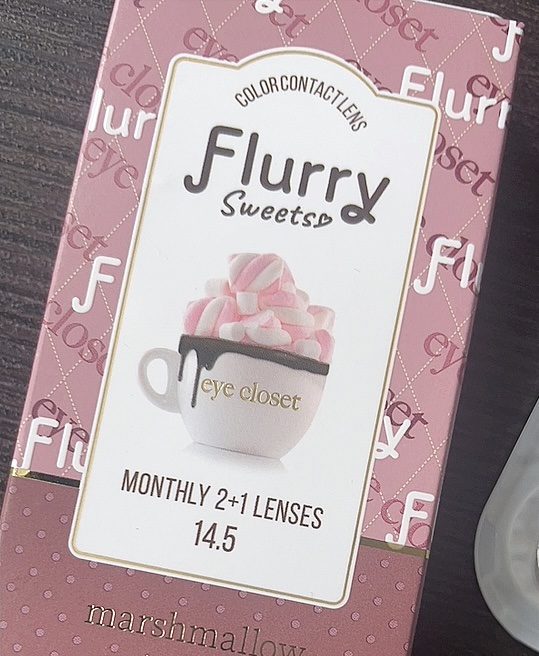 COLOR CONTACT LENS
Flurry
Sweets
eye closet
MONTHLY 2+1 LENSES
14.5
marshmallow